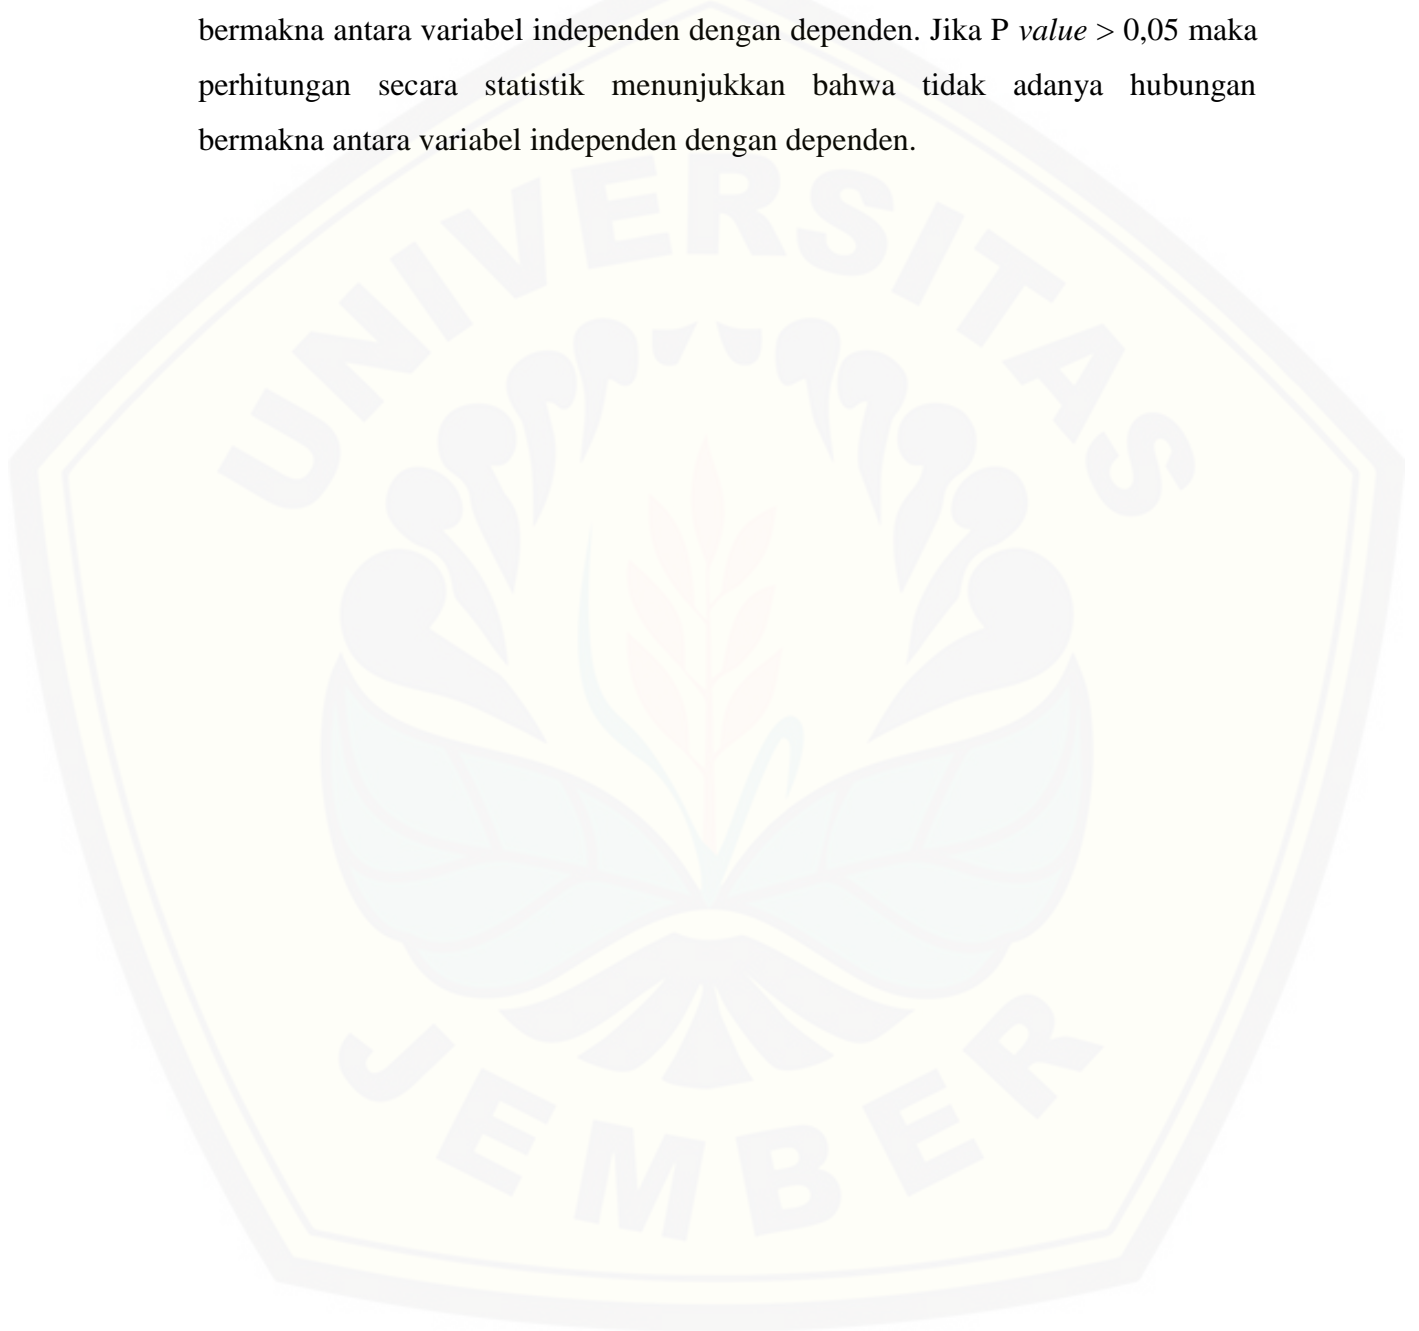 bermakna antara variabel independen dengan dependen. Jika P value > 0,05 maka
perhitungan secara statistik menunjukkan bahwa tidak adanya hubungan
bermakna antara variabel independen dengan dependen.
UNIVERSITAS
JEMBER